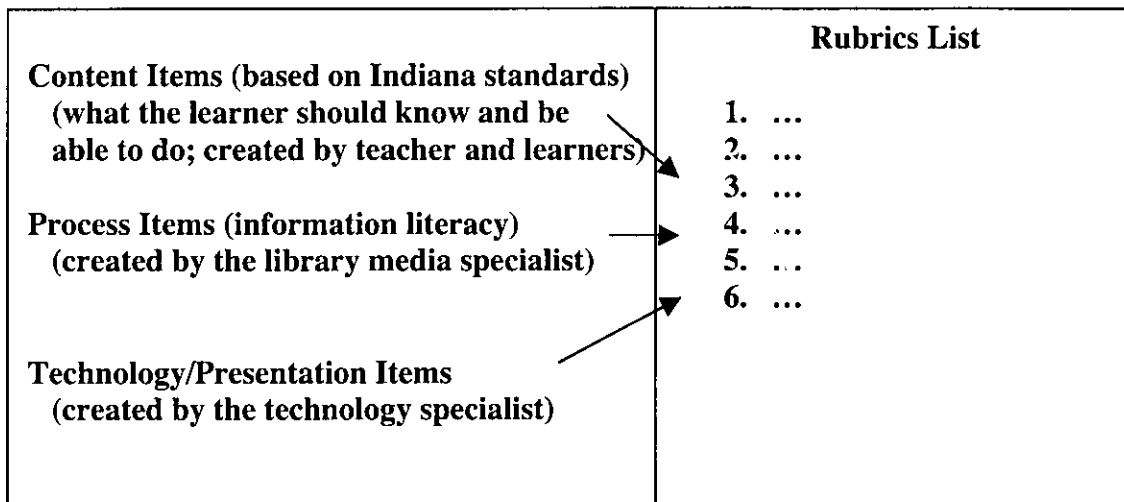 Content Items (based on Indiana standards)
(what the learner should know and be
able to do; created by teacher and learners)
Process Items (information literacy)
(created by the library media specialist)
Technology/Presentation Items
(created by the technology specialist)
Rubrics List
1. ...
2. ...
3. ...
4. ...
5. ...
6. ...